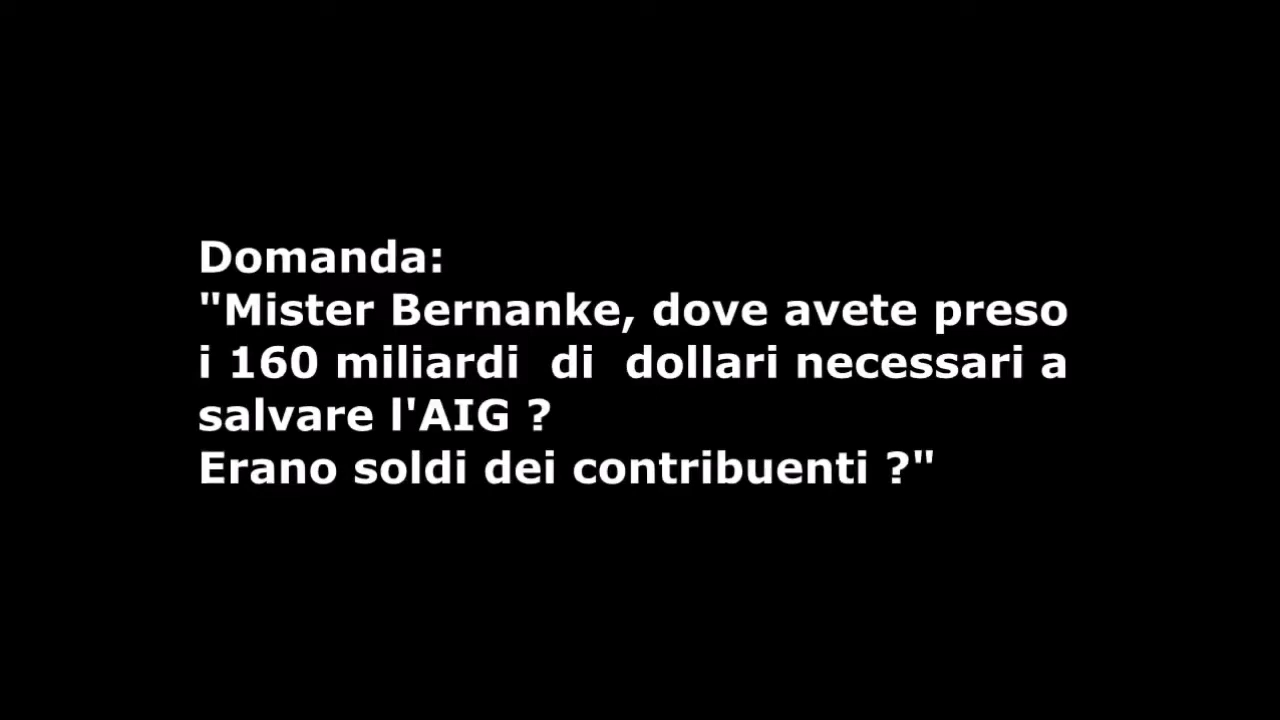 Domanda:
"Mister Bernanke, dove avete preso
i 160 miliardi di dollari necessari a
salvare l'AIG ?
Erano soldi dei contribuenti ?"